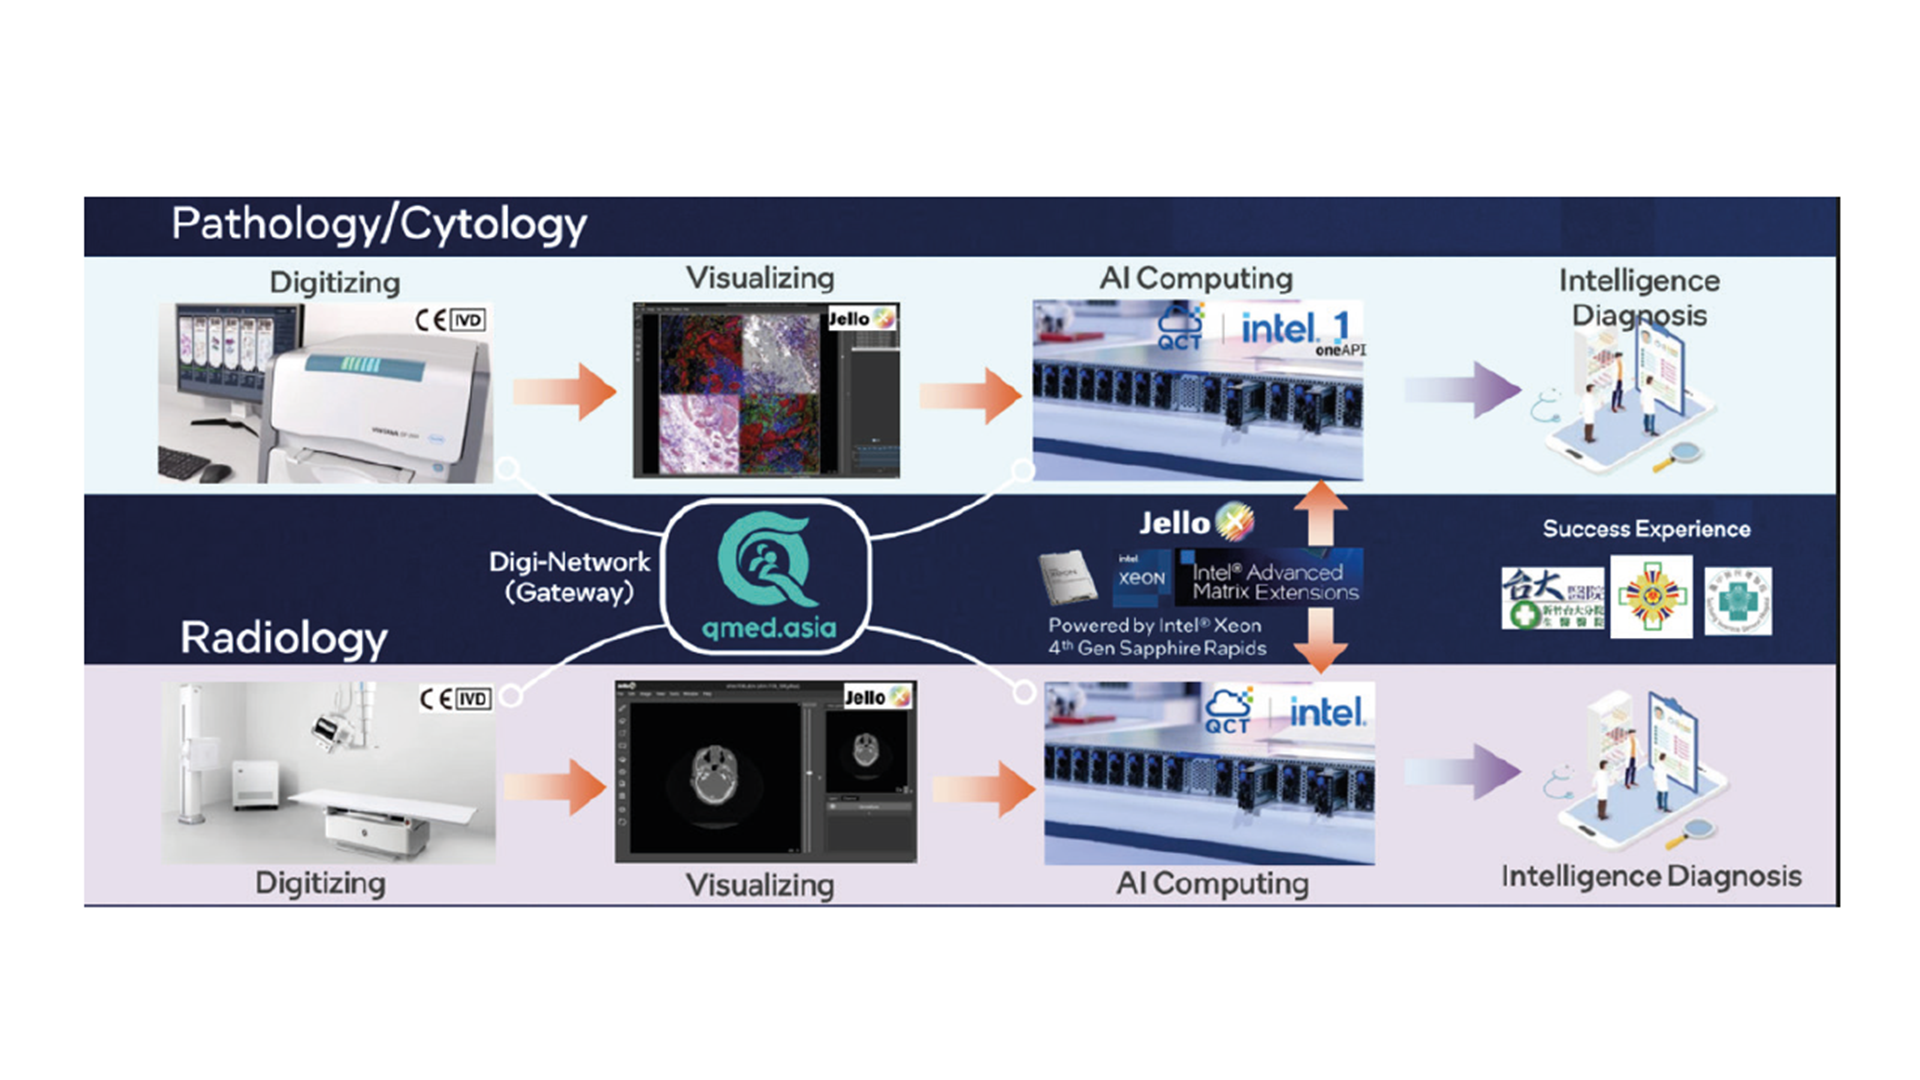 Pathology/Cytology
Digitizing
Visualizing
AI Computing
Intelligence
Diagnosis
CE IVD
Jello X
QCT
intel. 1
oneAPI
Digi-Network
(Gateway)
qmed.asia
Jello X
intel
XEON
XEON
Intel® Advanced
Matrix Extensions
Powered by Intel® Xeon
4th Gen Sapphire Rapids
Success Experience
台大醫院
新竹台大分院
生醫醫院
Radiology
CE IVD
Jello
QCT
intel.
Digitizing
Visualizing
AI Computing
Intelligence Diagnosis